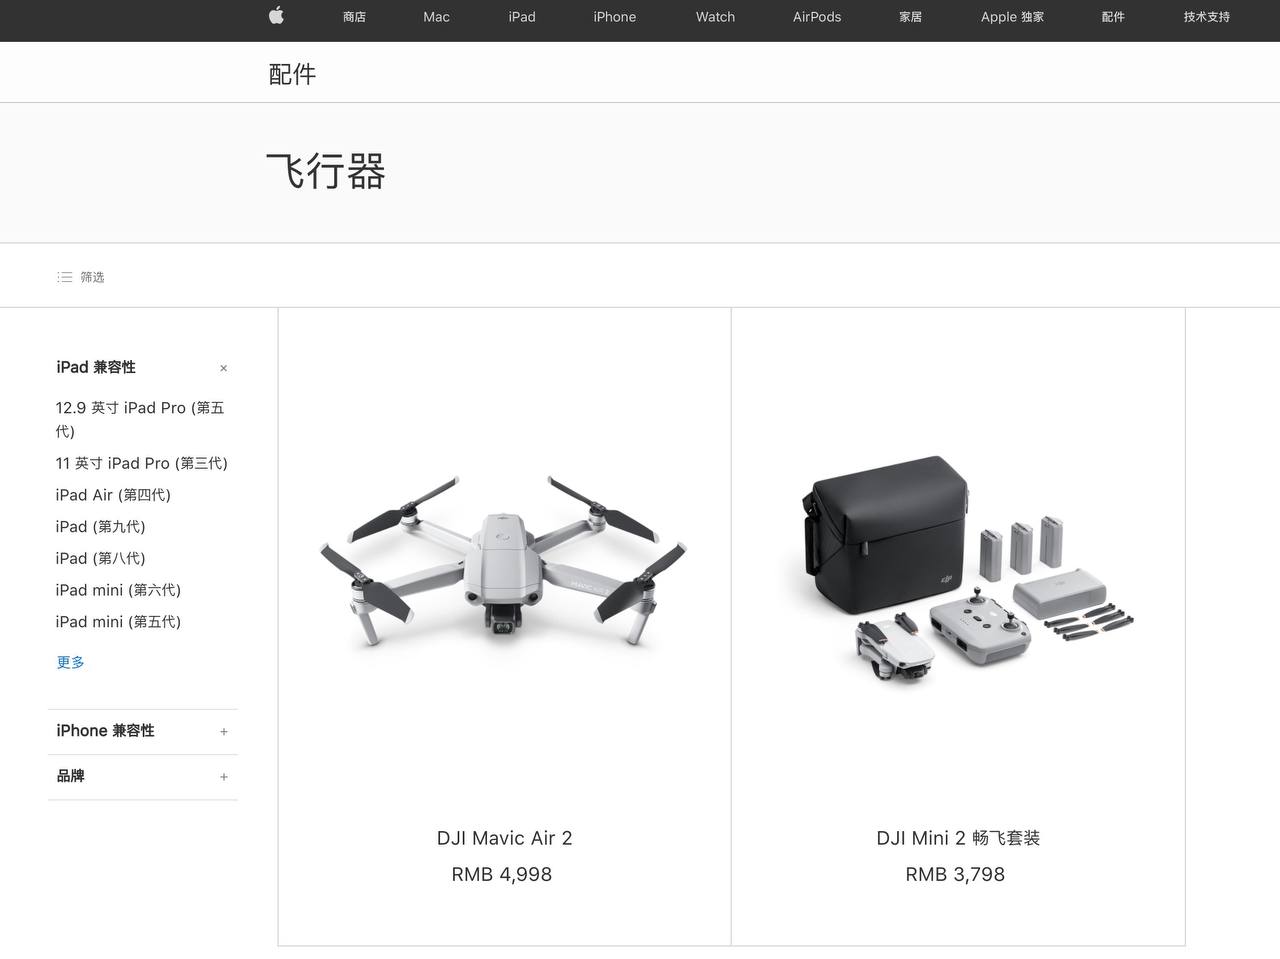 商店
Mac
iPad
iPhone
Watch
AirPods
家居
Apple 独家
配件
技术支持
配件
飞行器
筛选
iPad 兼容性
12.9 英寸 iPad Pro (第五
代)
11 英寸 iPad Pro (第三代)
iPad Air (第四代)
iPad (第九代)
iPad (第八代)
iPad mini (第六代)
iPad mini (第五代)
更多
iPhone 兼容性
品牌
DJI Mavic Air 2
RMB 4,998
DJI Mini 2 畅飞套装
RMB 3,798